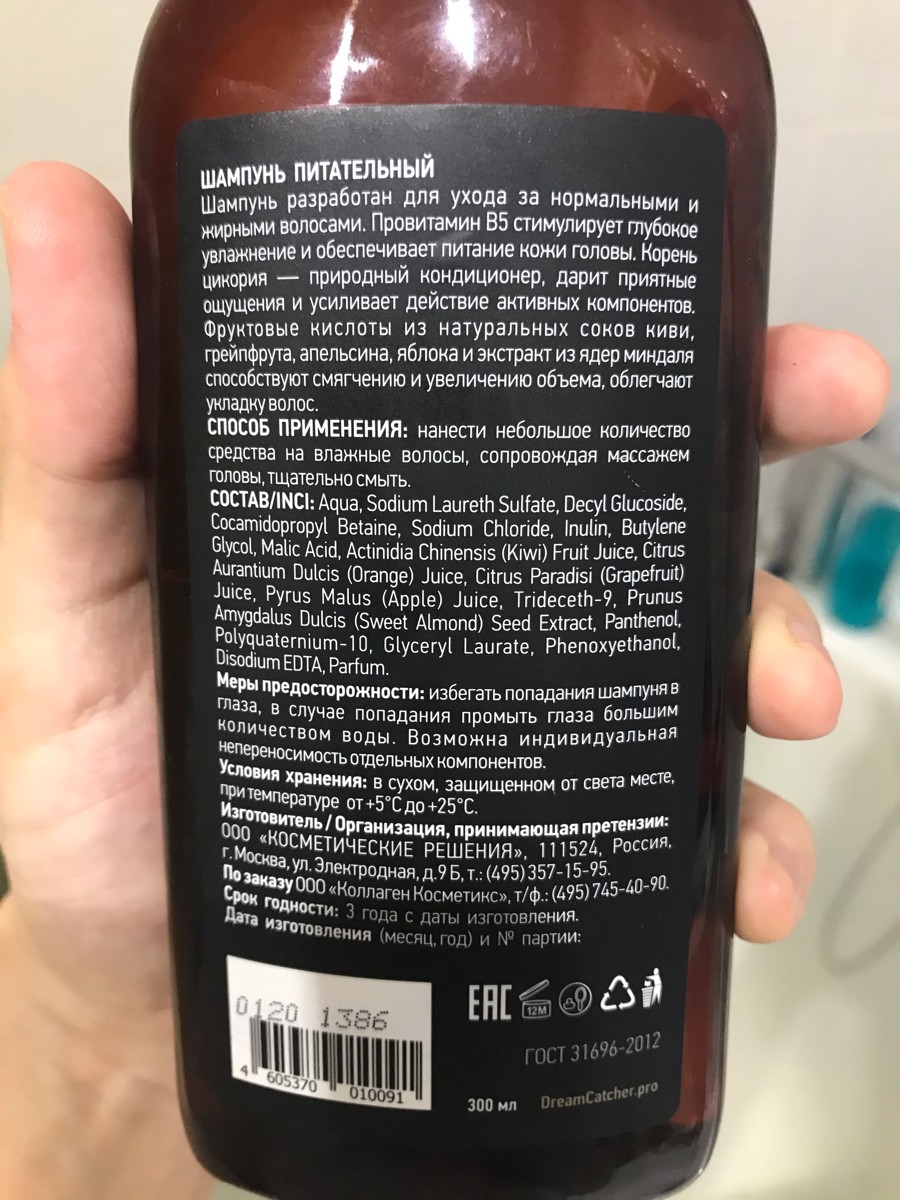 ШАМПУНЬ ПИТАТЕЛЬНЫЙ
Шампунь разработан для ухода за нормальными и
жирными волосами. Провитамин B5 стимулирует глубокое
увлажнение и обеспечивает питание кожи головы. Корень
цикория — природный кондиционер, дарит приятные
ощущения и усиливает действие активных компонентов.
Фруктовые кислоты из натуральных соков киви,
грейпфрута, апельсина, яблока и экстракт из ядер миндаля
способствуют смягчению и увеличению объема, облегчают
укладку волос.
СПОСОБ ПРИМЕНЕНИЯ: нанести небольшое количество
средства на влажные волосы, сопровождая массажем
головы, тщательно смыть.
СОСТАВ/INCI: Aqua, Sodium Laureth Sulfate, Decyl Glucoside,
Cocamidopropyl Betaine, Sodium Chloride, Inulin, Butylene
Glycol, Malic Acid, Actinidia Chinensis (Kiwi) Fruit Juice, Citrus
Aurantium Dulcis (Orange) Juice, Citrus Paradisi (Grapefruit)
Juice, Pyrus Malus (Apple) Juice, Trideceth-9, Prunus
Amygdalus Dulcis (Sweet Almond) Seed Extract, Panthenol,
Polyquaternium-10, Glyceryl Laurate, Phenoxyethanol,
Disodium EDTA, Parfum.
Меры предосторожности: избегать попадания шампуня в
глаза, в случае попадания промыть глаза большим
количеством воды. Возможна индивидуальная
непереносимость отдельных компонентов.
Условия хранения: в сухом, защищенном от света месте,
при температуре от +5°C до +25°C.
Изготовитель / Организация, принимающая претензии:
ООО «КОСМЕТИЧЕСКИЕ РЕШЕНИЯ», 111524, Россия,
г. Москва, ул. Электродная, д.9 Б, т.: (495) 357-15-95.
По заказу ООО «Коллаген Косметикс», т/ф.: (495) 745-40-90.
Срок годности: 3 года с даты изготовления.
Дата изготовления (месяц, год) и № партии:
0120 1386
4 605370 010091
EAC 12M
ГОСТ 31696-2012
300 мл DreamCatcher.pro